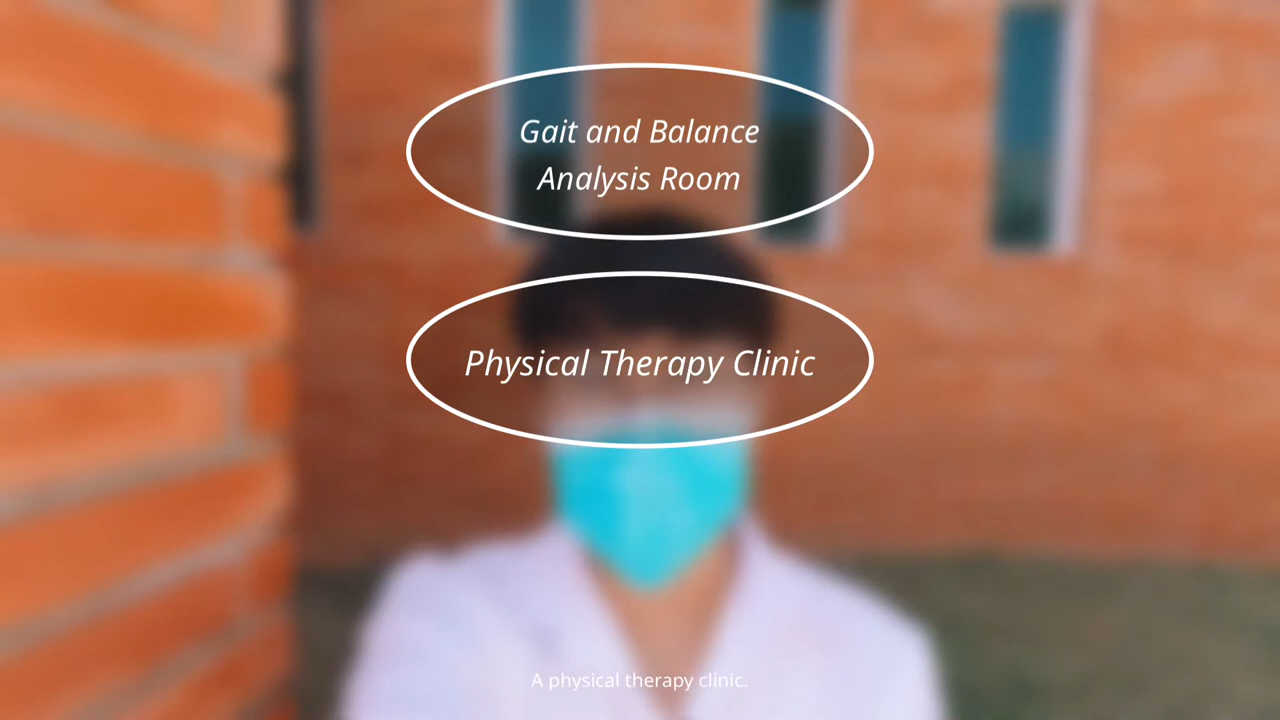 Gait and Balance
Analysis Room
Physical Therapy Clinic
A physical therapy clinic.